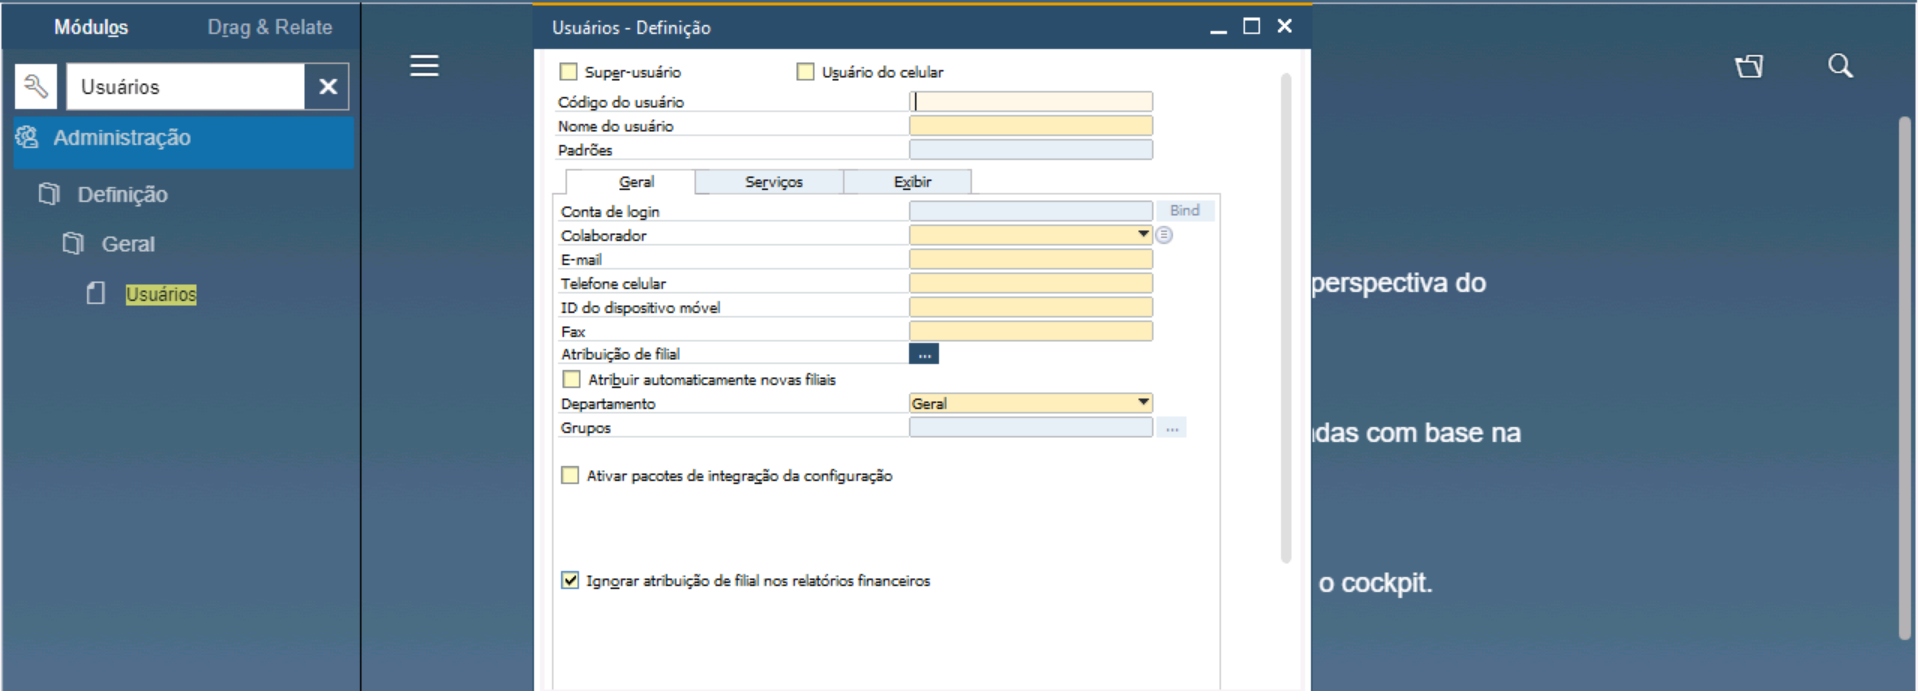 Módulos
Drag & Relate
Usuários
Administração
Definição
Geral
Usuários
Usuários - Definição
Super-usuário
Usuário do celular
Código do usuário
Nome do usuário
Padrões
Geral
Serviços
Exibir
Conta de login
Bind
Colaborador
E-mail
Telefone celular
ID do dispositivo móvel
Fax
Atribuição de filial
...
Atribuir automaticamente novas filiais
Departamento
Geral
Grupos
...
Ativar pacotes de integração da configuração
Ignorar atribuição de filial nos relatórios financeiros
perspectiva do
das com base na
o cockpit.